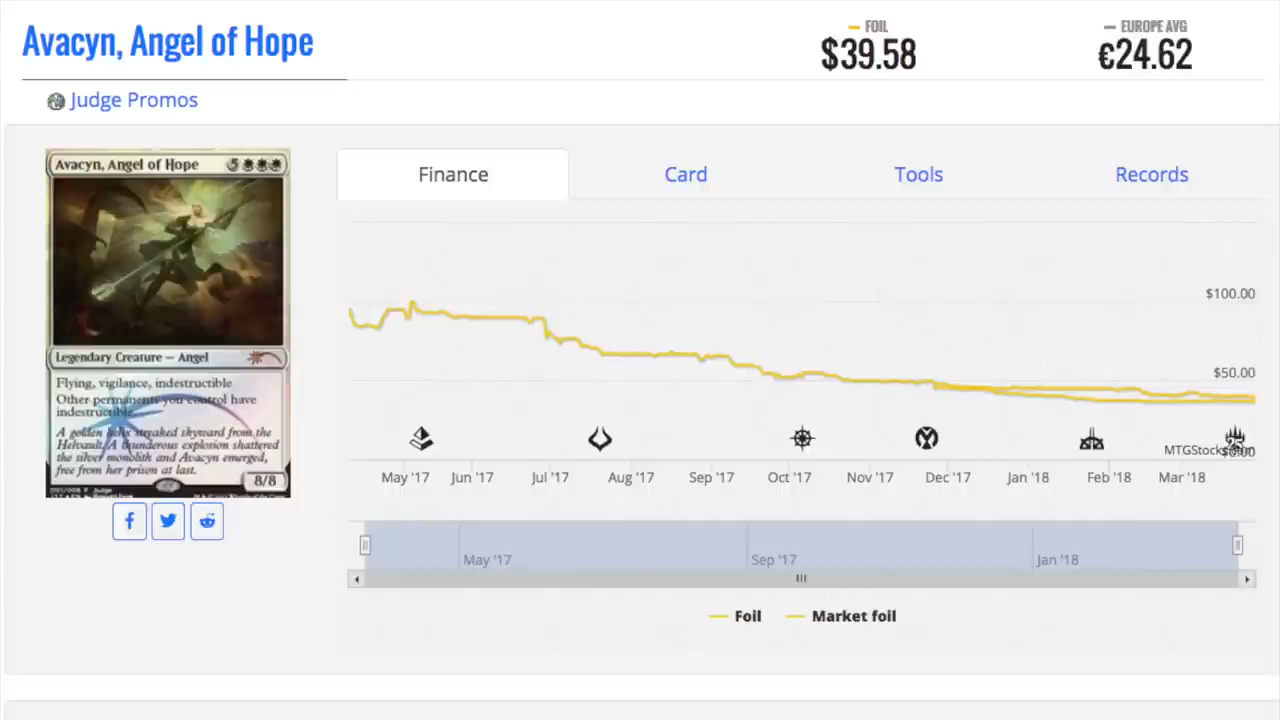 Avacyn, Angel of Hope
FOIL
$39.58
EUROPE AVG
€24.62
Judge Promos
Avacyn, Angel of Hope
5
Legendary Creature — Angel
Flying, vigilance, indestructible
Other permanents you control have
indestructible.
A golden helix streaked skyward from the
Helvault. A thunderous explosion shattered
the silver monolith and Avacyn emerged,
free from her prison at last.
8/8
Finance
Card
Tools
Records
$100.00
$50.00
$0.00
MTGStocks.com
May '17
Jun '17
Jul '17
Aug '17
Sep '17
Oct '17
Nov '17
Dec '17
Jan '18
Feb '18
Mar '18
May '17
Sep '17
Jan '18
Foil
Market foil